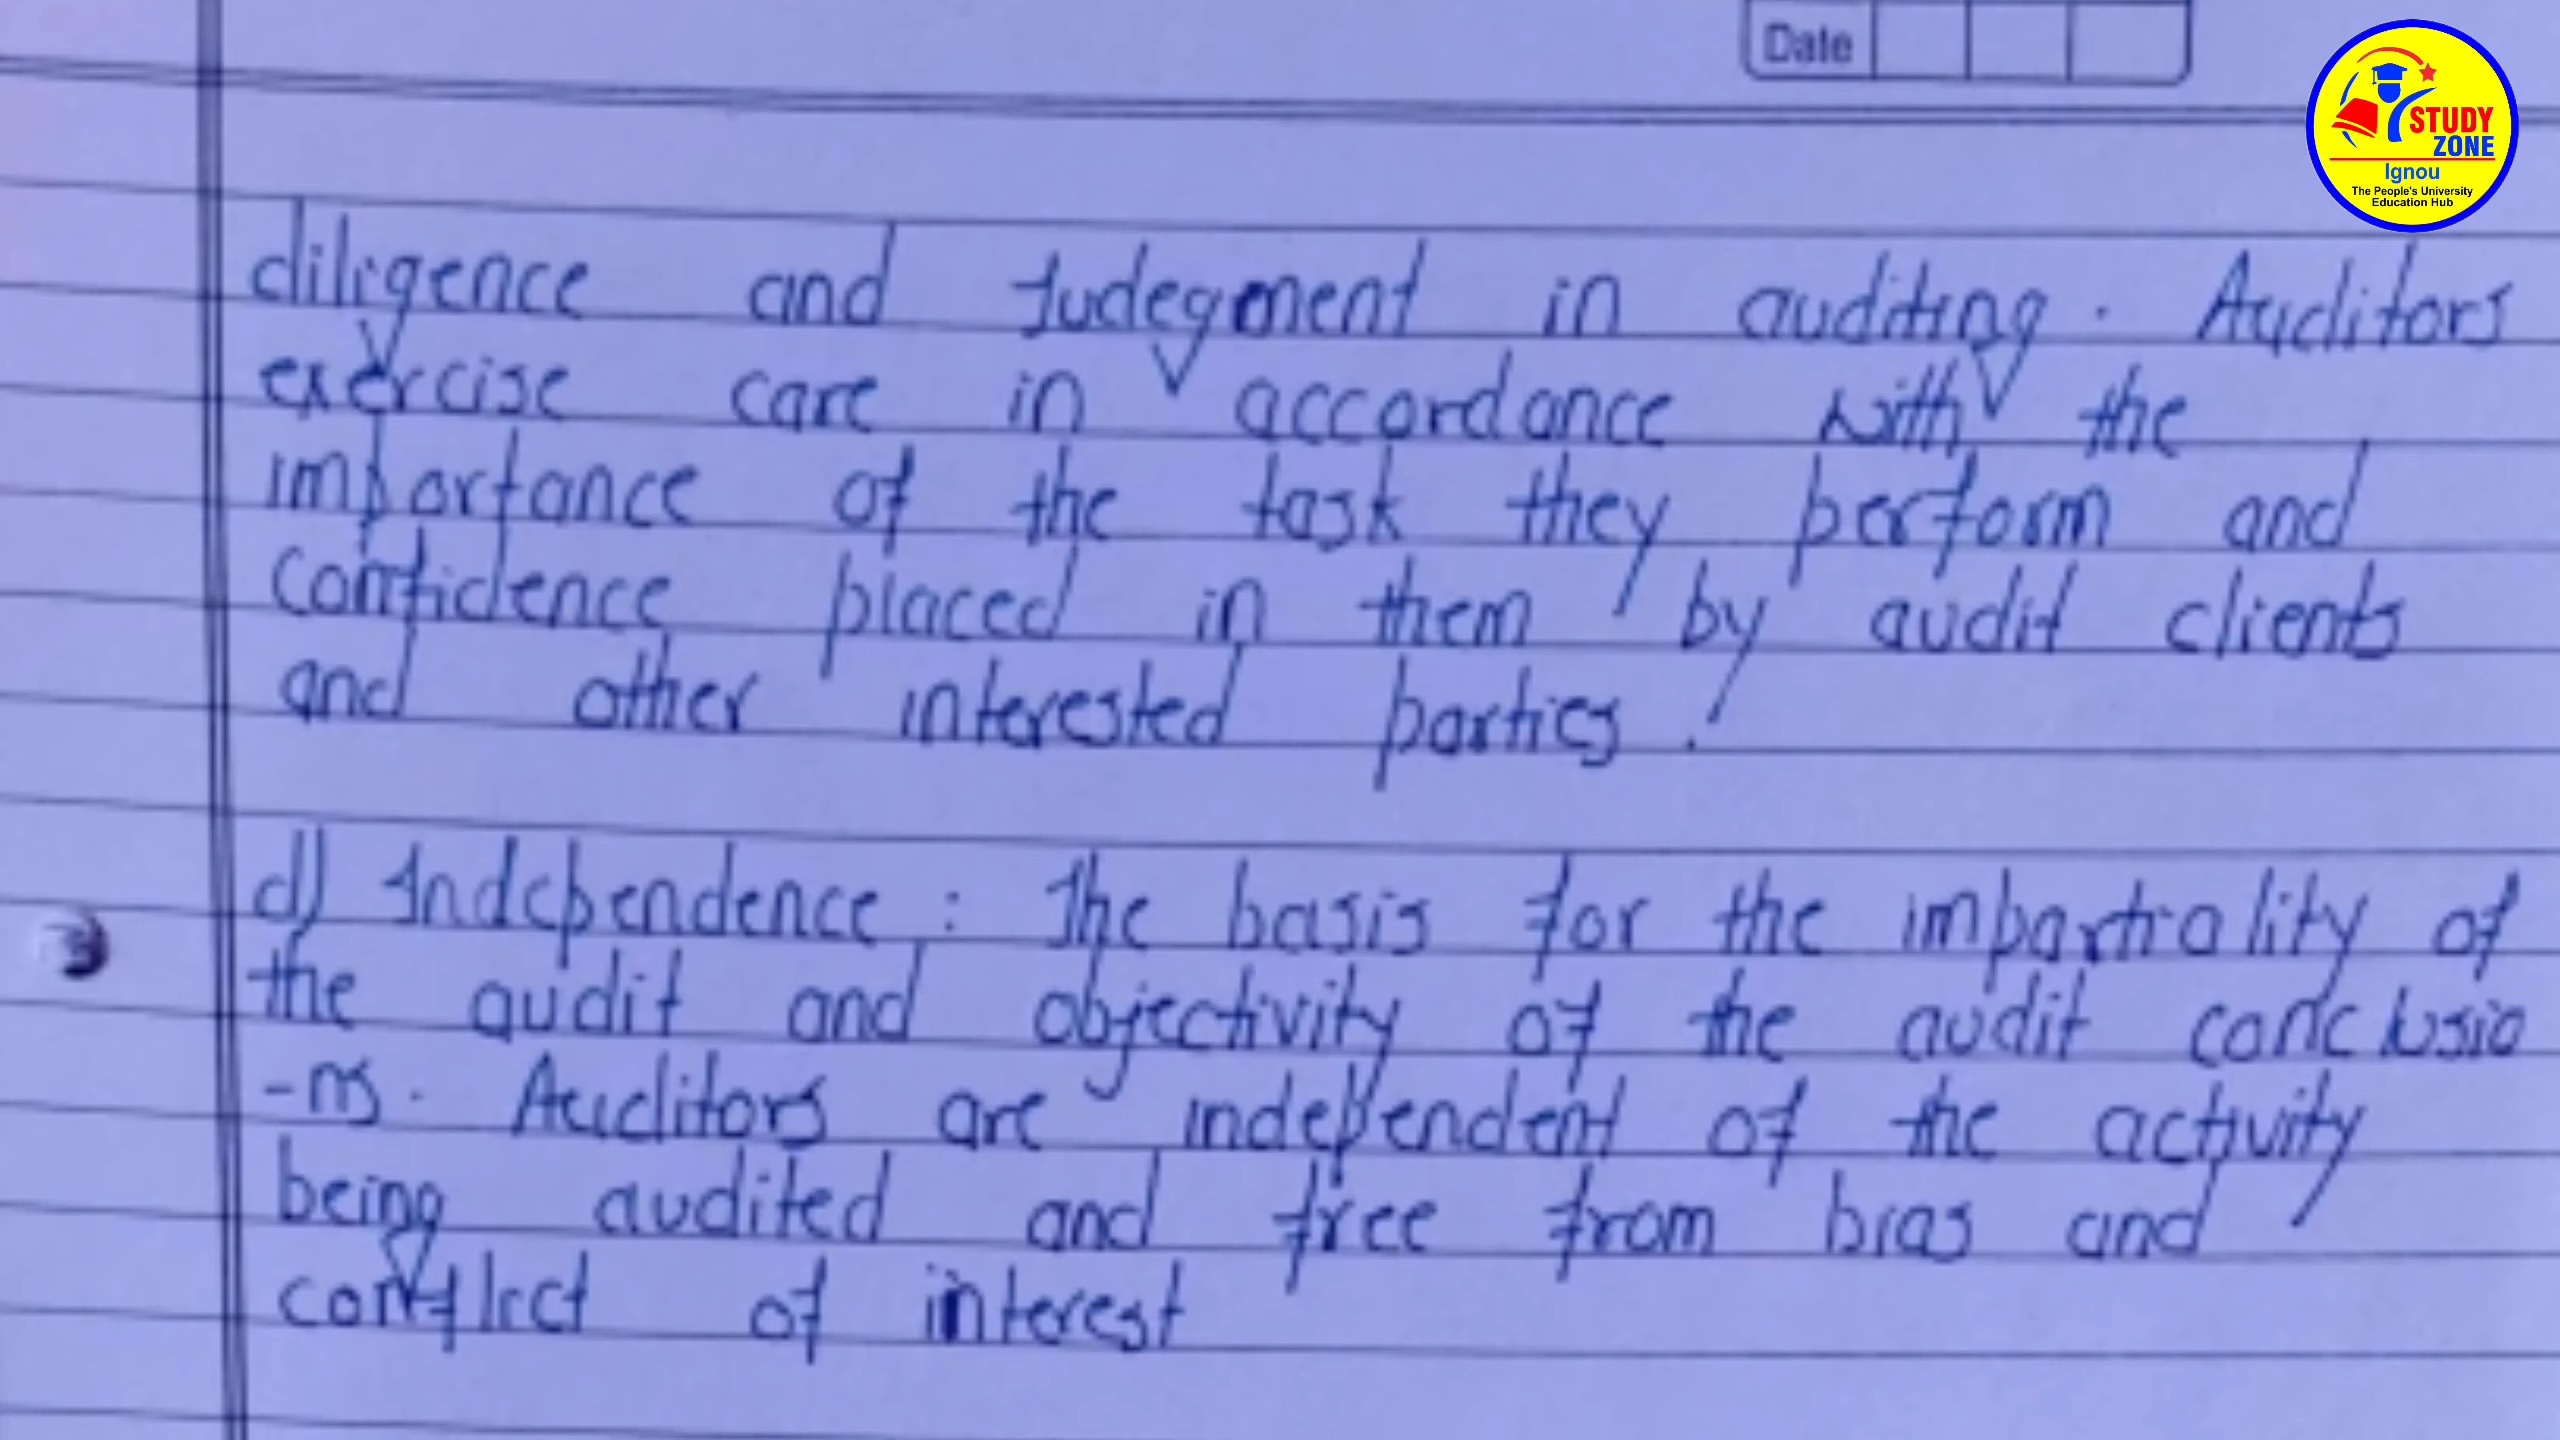 Date
STUDY
ZONE
Ignou
The People's University
Education Hub
diligence and Judegment in auditing. Auditors
exercise care in accordance with the
importance of the task they perform and
confidence placed in them by audit clients
and other interested parties.
d) Independence : The basis for the impartiality of
the audit and objectivity of the audit conclusio
-ns. Auditors are independent of the activity
being audited and free from bias and
conflict of interest